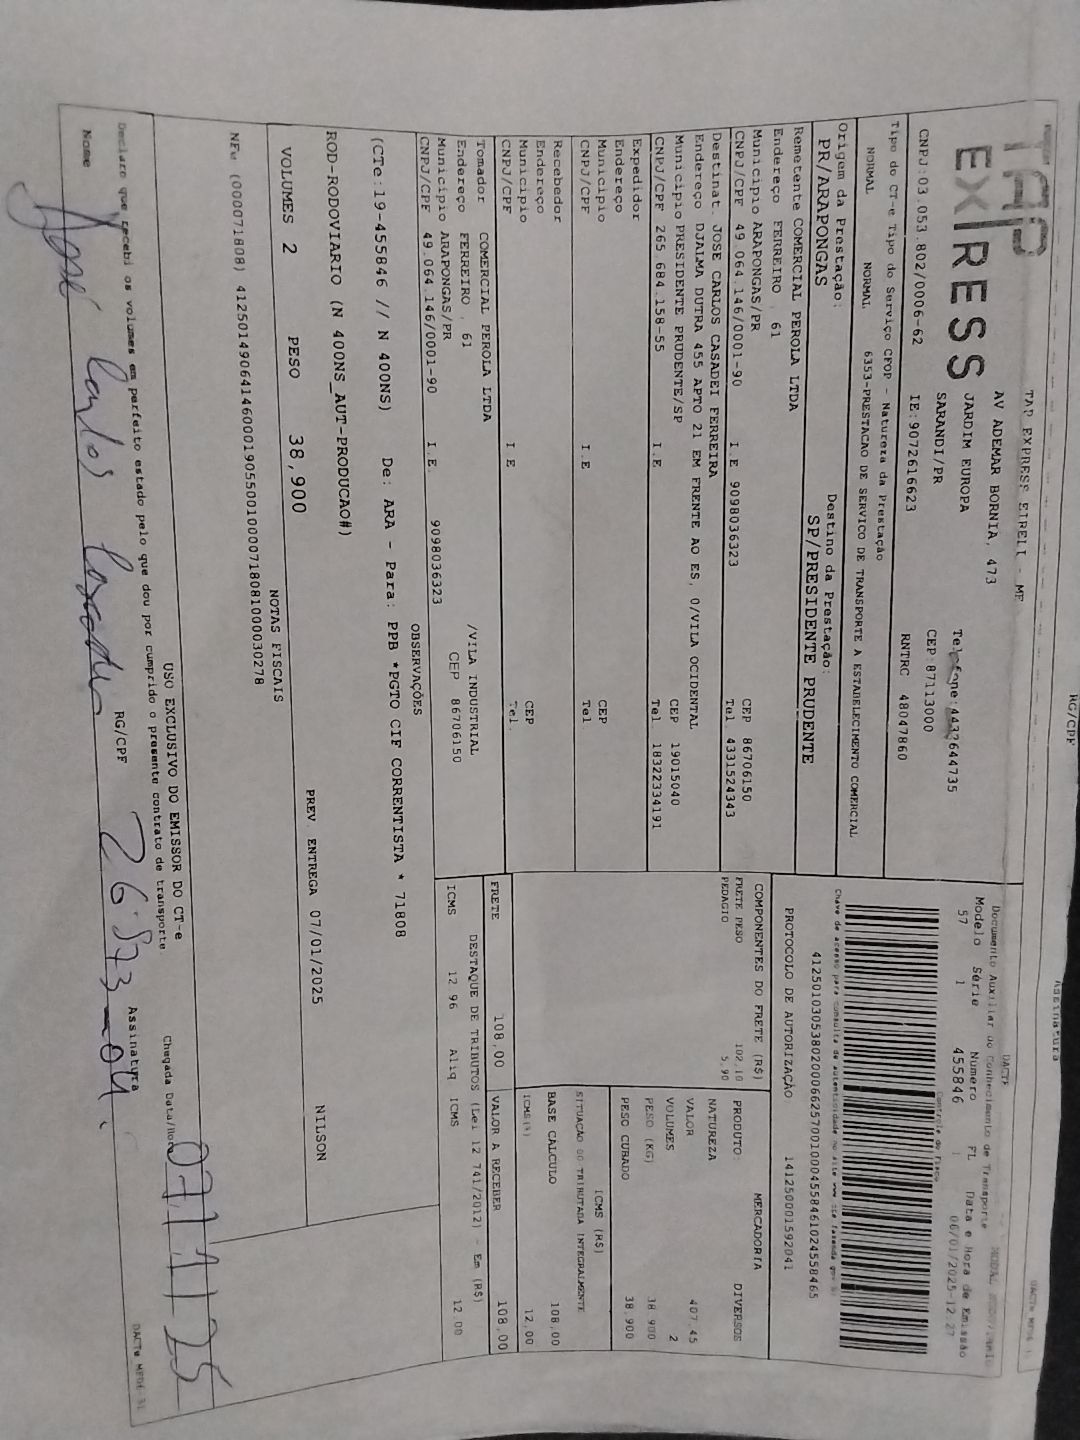 RG/CPF
Assinatura
DACTe MFD6
TAP
EXPRESS
TAP EXPRESS EIRELI - ME
AV ADEMAR BORNIA, 473
JARDIM EUROPA
SARANDI/PR
Telefone:4432644735
CEP:87113000
CNPJ:03.053.802/0006-62
IE:9072616623
RNTRC 48047860
Tipo do CT-e Tipo do Serviço CFOP - Natureza da Prestação
NORMAL NORMAL 6353-PRESTACAO DE SERVICO DE TRANSPORTE A ESTABELECIMENTO COMERCIAL
Origem da Prestação:
PR/ARAPONGAS
Destino da Prestação:
SP/PRESIDENTE PRUDENTE
Remetente COMERCIAL PEROLA LTDA
Endereço FERREIRO , 61
Município ARAPONGAS/PR
CEP 86706150
CNPJ/CPF 49.064.146/0001-90 I.E 9098036323 Tel 4331524343
Destinat. JOSE CARLOS CASADEI FERREIRA
Endereço DJALMA DUTRA 455 APTO 21 EM FRENTE AO ES, 0/VILA OCIDENTAL
Município PRESIDENTE PRUDENTE/SP CEP 19015040
CNPJ/CPF 265.684.158-55 I.E Tel 18322334191
Expedidor
Endereço
Município CEP
CNPJ/CPF I.E Tel
Recebedor
Endereço
Município CEP
CNPJ/CPF I.E Tel.
Tomador COMERCIAL PEROLA LTDA
Endereço FERREIRO , 61 /VILA INDUSTRIAL
Município ARAPONGAS/PR CEP 86706150
CNPJ/CPF 49.064.146/0001-90 I.E. 9098036323
DACTE
Documento Auxiliar do Conhecimento de Transporte
MODAL RODOVIARIO
Modelo Série Número FL Data e Hora de Emissão
57 1 455846 1 06/01/2025-12:27
Controle do Fisco
Chave de acesso para consulta de autenticidade no site www.cte.fazenda.gov.br
41250103053802000662570010004558461024558465
PROTOCOLO DE AUTORIZAÇÃO 141250001592041
COMPONENTES DO FRETE (R$)
FRETE PESO 102,10
PEDAGIO 5,90
MERCADORIA
PRODUTO: DIVERSOS
NATUREZA
VALOR 407,45
VOLUMES 2
PESO (KG) 38,900
PESO CUBADO 38,900
ICMS (R$)
SITUAÇÃO 00 TRIBUTADA INTEGRALMENTE
BASE CALCULO 108,00
ICMS(%) 12,00
FRETE 108,00 VALOR A RECEBER 108,00
DESTAQUE DE TRIBUTOS (Lei 12.741/2012) - Em (R$)
ICMS 12.96 Aliq ICMS 12.00
OBSERVAÇÕES
(CTe:19-455846 // N 400NS) De: ARA - Para: PPB *PGTO CIF CORRENTISTA * 71808
ROD-RODOVIARIO (N 400NS_AUT-PRODUCAO#)
VOLUMES 2 PESO 38,900 PREV. ENTREGA 07/01/2025 NILSON
NOTAS FISCAIS
NFe (000071808) 41250149064146000190550010000718081000030278
USO EXCLUSIVO DO EMISSOR DO CT-e
Declaro que recebi os volumes em perfeito estado pelo que dou por cumprido o presente contrato de transporte
Chegada Data/Hora 07/1/25
Nome José Carlos Casadei RG/CPF Assinatura
DACTe MFD6